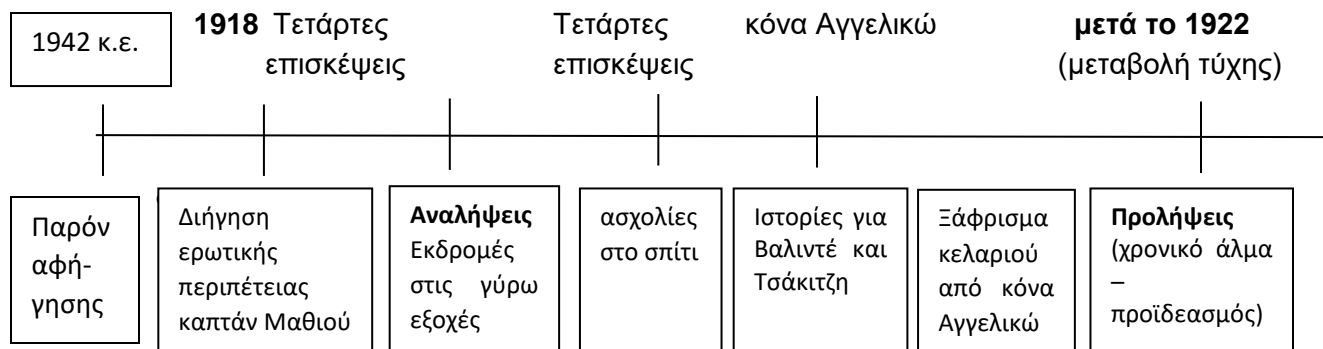 1942 κ.ε.
1918 Τετάρτες
επισκέψεις
Τετάρτες
επισκέψεις
κόνα Αγγελικώ
μετά το 1922
(μεταβολή τύχης)
Παρόν
αφή-
γησης
Διήγηση
ερωτικής
περιπέτειας
καπτάν Μαθιού
Αναλήψεις
Εκδρομές
στις γύρω
εξοχές
ασχολίες
στο σπίτι
Ιστορίες για
Βαλιντέ και
Τσάκιτζη
Ξάφρισμα
κελαριού
από κόνα
Αγγελικώ
Προλήψεις
(χρονικό άλμα
–
προϊδεασμός)